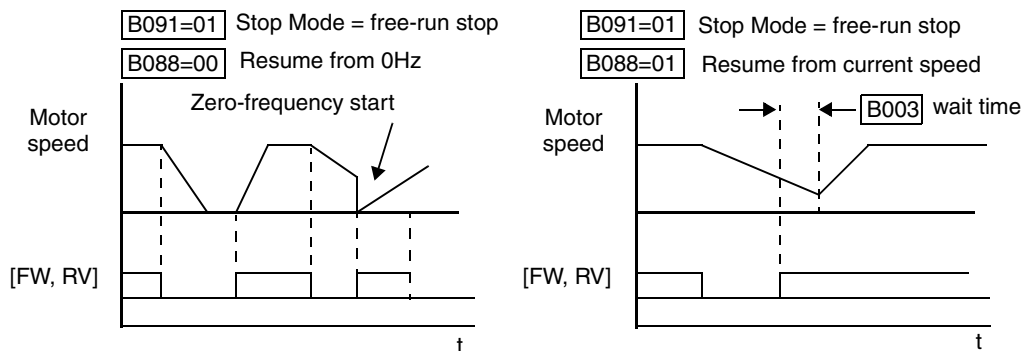 B091=01 Stop Mode = free-run stop
B088=00 Resume from 0Hz
Zero-frequency start
Motor
speed
[FW, RV]
t
B091=01 Stop Mode = free-run stop
B088=01 Resume from current speed
B003 wait time
Motor
speed
[FW, RV]
t